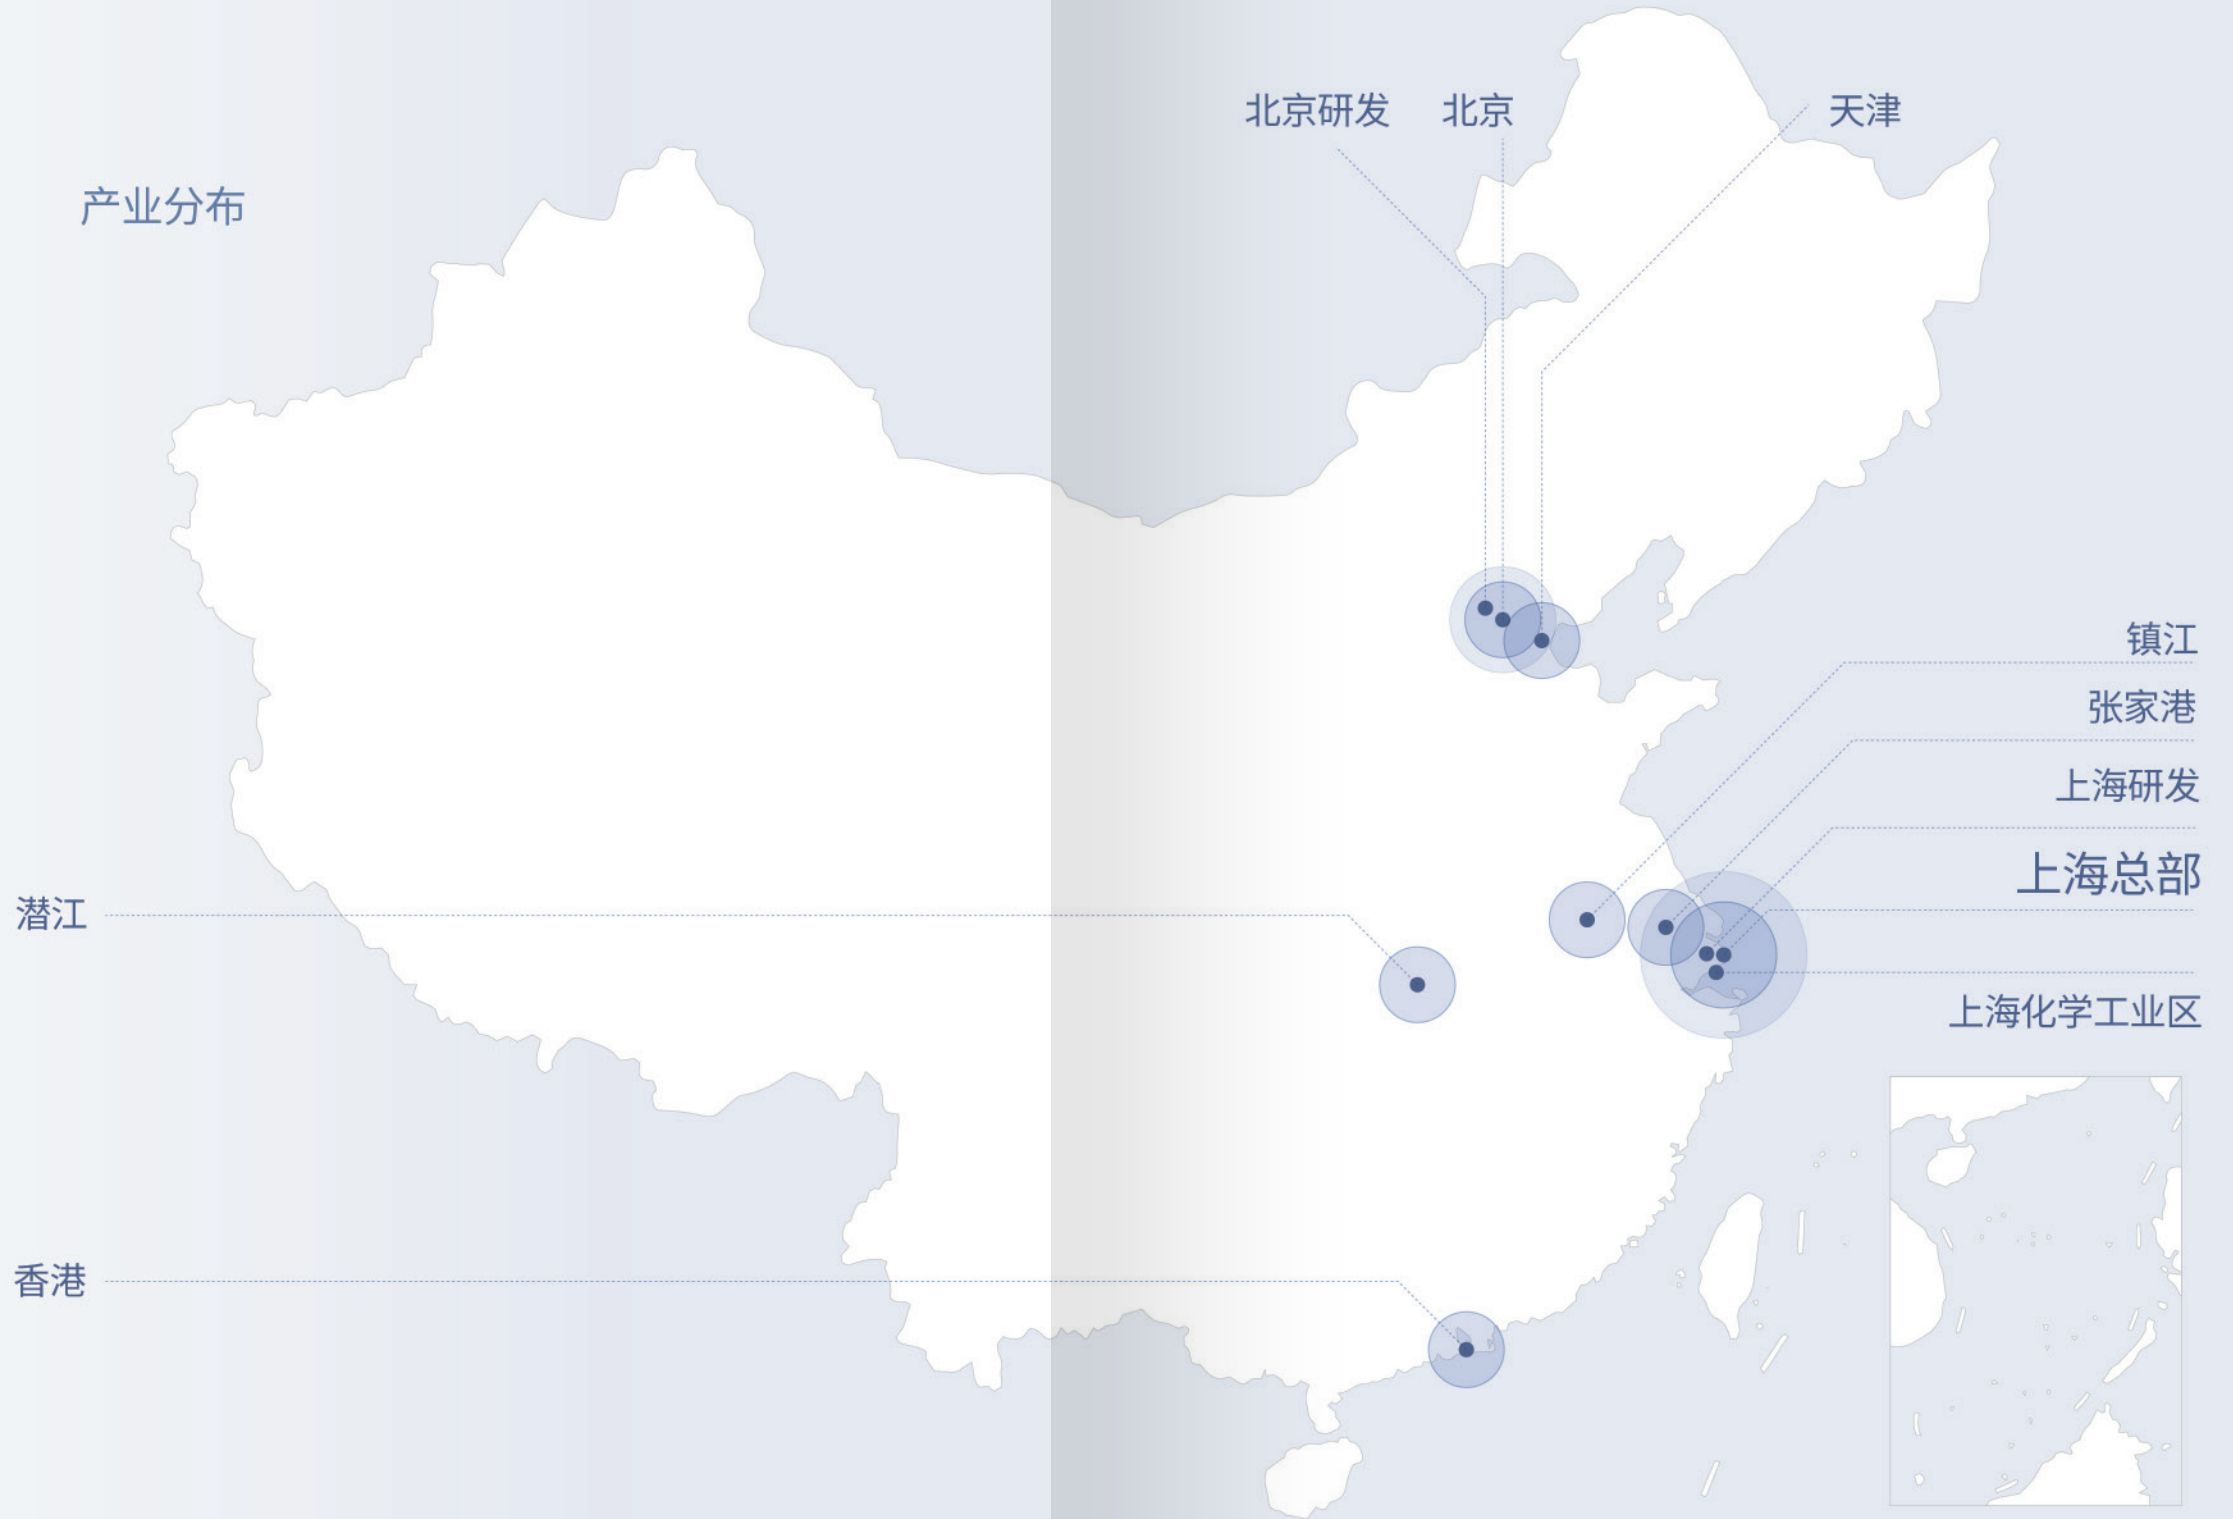 产业分布
北京研发
北京
天津
镇江
张家港
上海研发
上海总部
上海化学工业区
潜江
香港